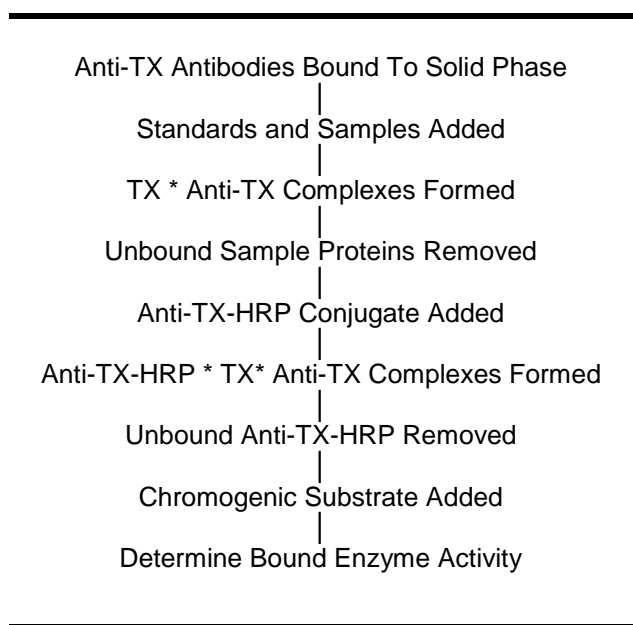 Anti-TX Antibodies Bound To Solid Phase
Standards and Samples Added
TX * Anti-TX Complexes Formed
Unbound Sample Proteins Removed
Anti-TX-HRP Conjugate Added
Anti-TX-HRP * TX* Anti-TX Complexes Formed
Unbound Anti-TX-HRP Removed
Chromogenic Substrate Added
Determine Bound Enzyme Activity